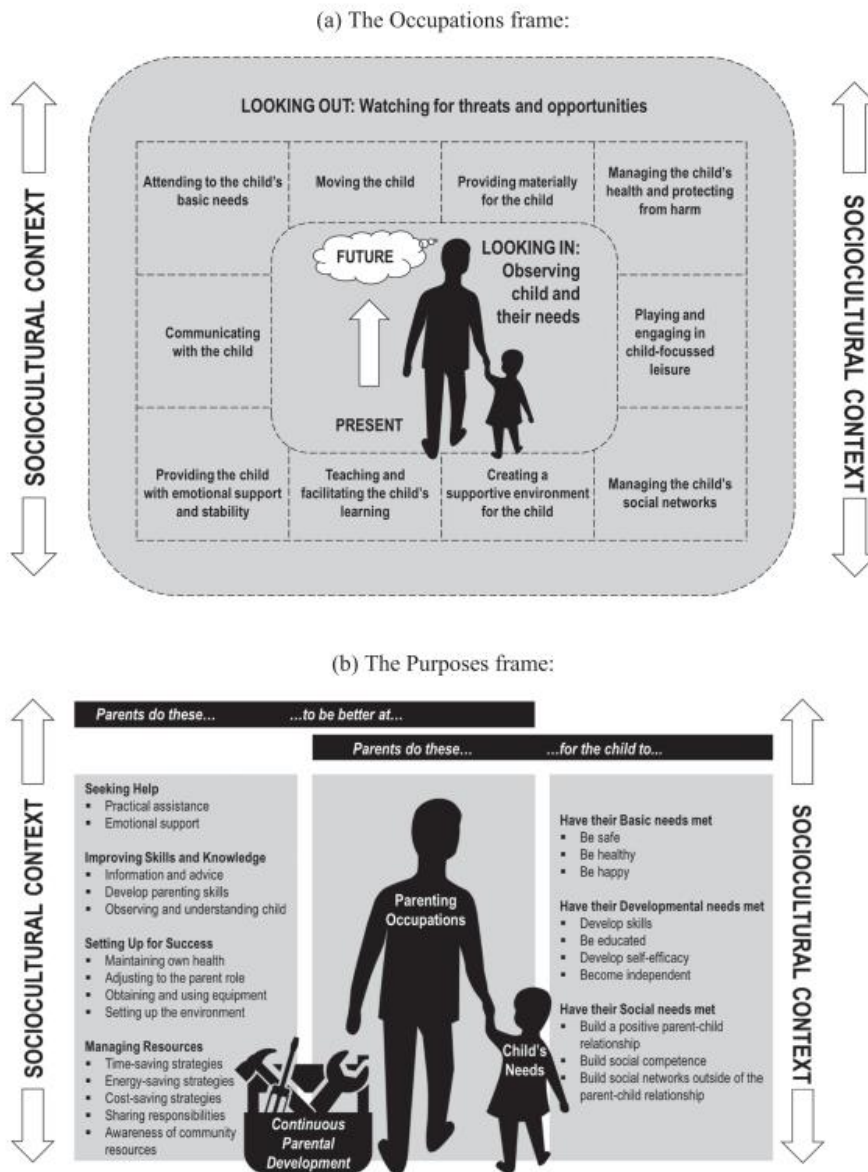 (a) The Occupations frame:
SOCIOCULTURAL CONTEXT
LOOKING OUT: Watching for threats and opportunities
Attending to the child's
basic needs
Moving the child
Providing materially
for the child
Managing the child's
health and protecting
from harm
FUTURE
LOOKING IN:
Observing
child and
their needs
Communicating
with the child
Playing and
engaging in
child-focussed
leisure
PRESENT
Providing the child
with emotional support
and stability
Teaching and
facilitating the child's
learning
Creating a
supportive environment
for the child
Managing the child's
social networks
SOCIOCULTURAL CONTEXT
(b) The Purposes frame:
SOCIOCULTURAL CONTEXT
Parents do these… …to be better at…
Parents do these… …for the child to...
Seeking Help
▪ Practical assistance
▪ Emotional support
Improving Skills and Knowledge
▪ Information and advice
▪ Develop parenting skills
▪ Observing and understanding child
Setting Up for Success
▪ Maintaining own health
▪ Adjusting to the parent role
▪ Obtaining and using equipment
▪ Setting up the environment
Managing Resources
▪ Time-saving strategies
▪ Energy-saving strategies
▪ Cost-saving strategies
▪ Sharing responsibilities
▪ Awareness of community
resources
Continuous
Parental
Development
Parenting
Occupations
Child's
Needs
Have their Basic needs met
▪ Be safe
▪ Be healthy
▪ Be happy
Have their Developmental needs met
▪ Develop skills
▪ Be educated
▪ Develop self-efficacy
▪ Become independent
Have their Social needs met
▪ Build a positive parent-child
relationship
▪ Build social competence
▪ Build social networks outside of the
parent-child relationship
SOCIOCULTURAL CONTEXT